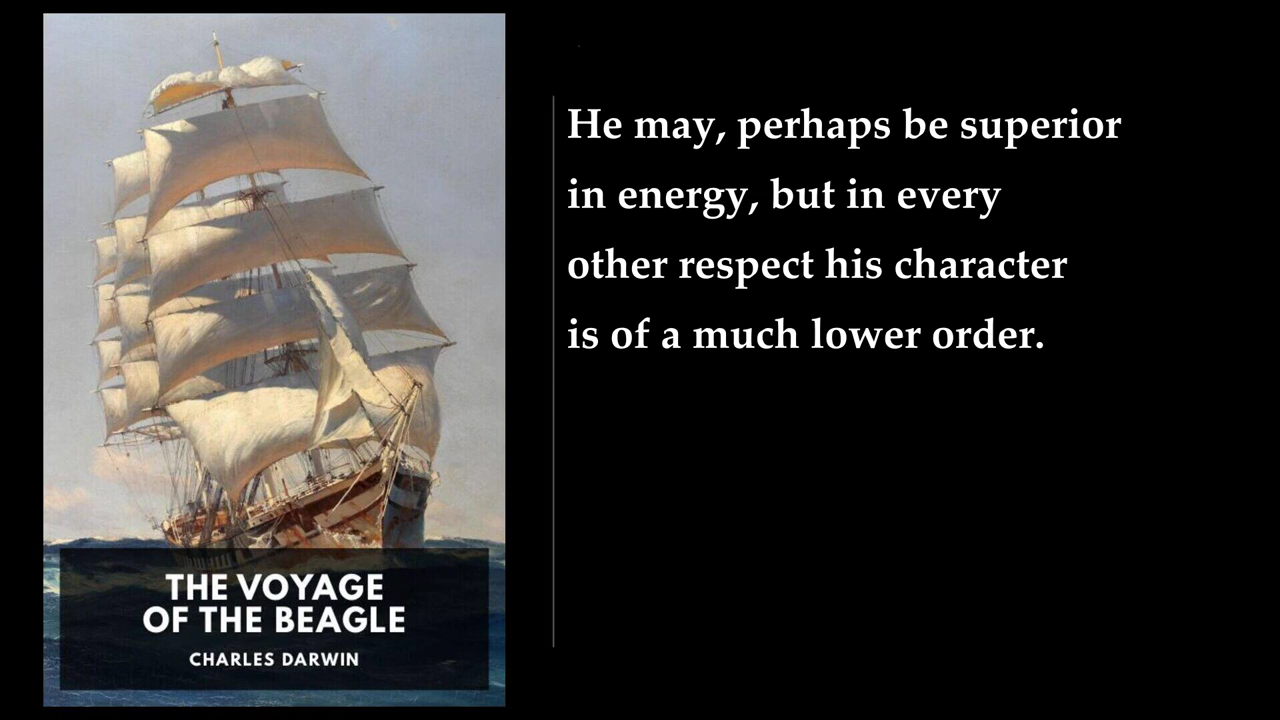 THE VOYAGE
OF THE BEAGLE
CHARLES DARWIN
He may, perhaps be superior
in energy, but in every
other respect his character
is of a much lower order.